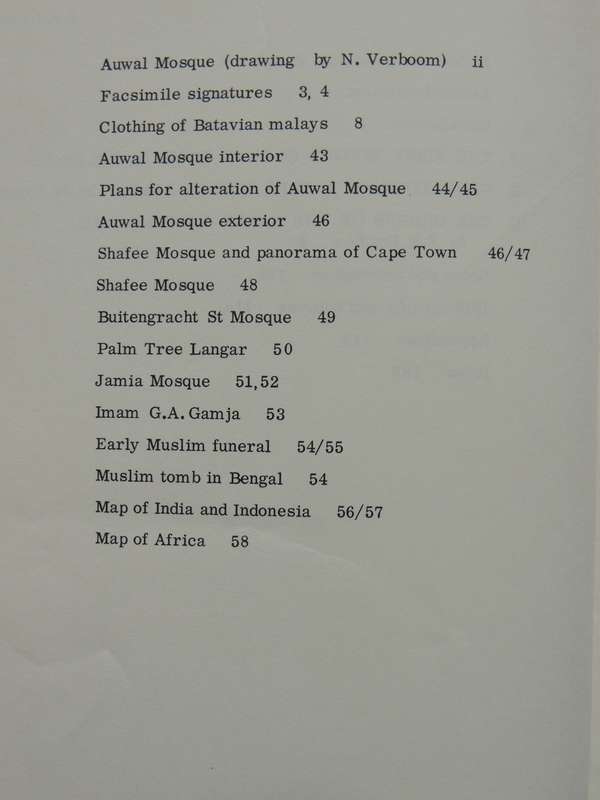 Auwal Mosque (drawing by N. Verboom) ii
Facsimile signatures 3, 4
Clothing of Batavian malays 8
Auwal Mosque interior 43
Plans for alteration of Auwal Mosque 44/45
Auwal Mosque exterior 46
Shafee Mosque and panorama of Cape Town 46/47
Shafee Mosque 48
Buitengracht St Mosque 49
Palm Tree Langar 50
Jamia Mosque 51,52
Imam G.A. Gamja 53
Early Muslim funeral 54/55
Muslim tomb in Bengal 54
Map of India and Indonesia 56/57
Map of Africa 58